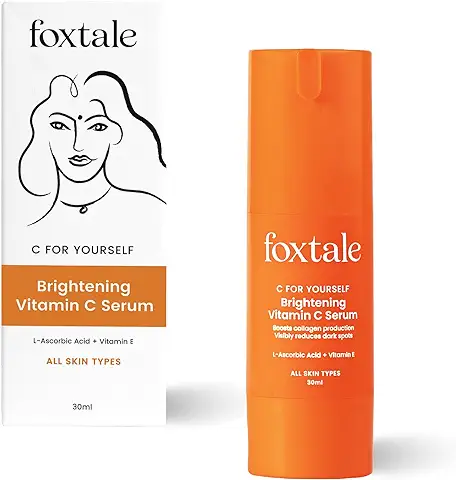 foxtale
C FOR YOURSELF
Brightening
Vitamin C Serum
L-Ascorbic Acid + Vitamin E
ALL SKIN TYPES
30ml
foxtale
C FOR YOURSELF
Brightening
Vitamin C Serum
Boosts collagen production
Visibly reduces dark spots
L-Ascorbic Acid + Vitamin E
ALL SKIN TYPES
30ml